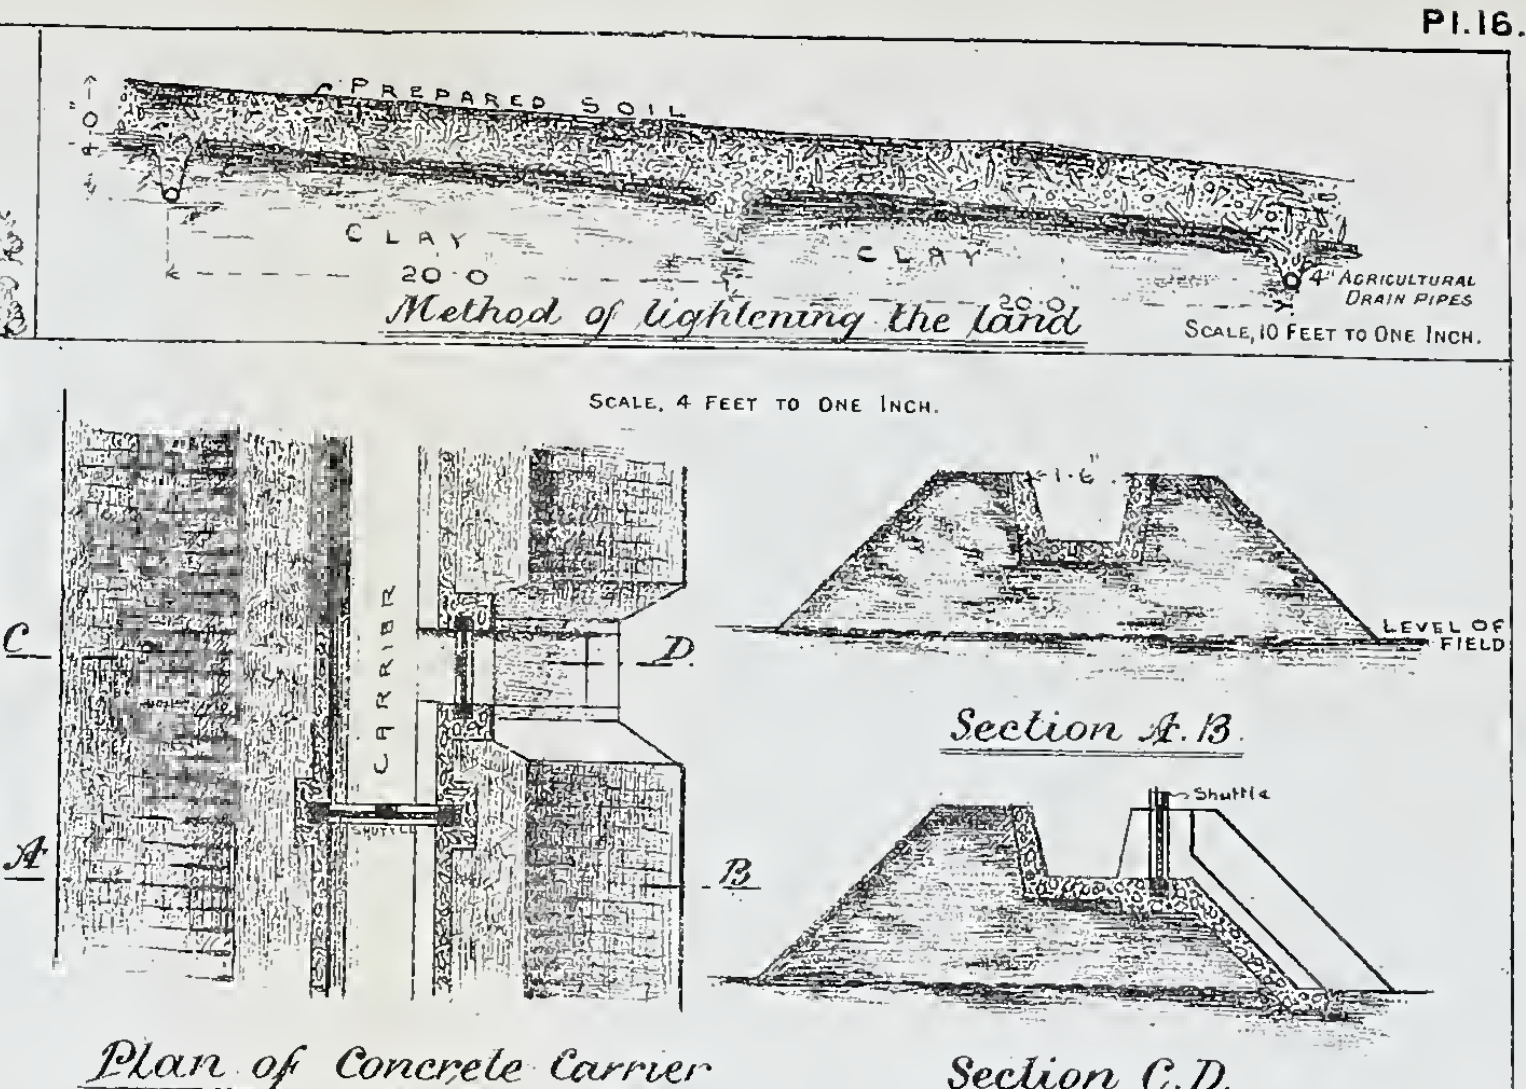 Pl.16.
PREPARED SOIL
CLAY
CLAY
20·0"
20·0"
4" AGRICULTURAL
DRAIN PIPES
Method of lightening the land
SCALE, 10 FEET TO ONE INCH.
SCALE, 4 FEET TO ONE INCH.
1·6"
LEVEL OF
FIELD
C
D.
CARRIER
Section A.B.
Shuttle
SHUTTLE
A
B
Plan of Concrete Carrier
Section C.D.